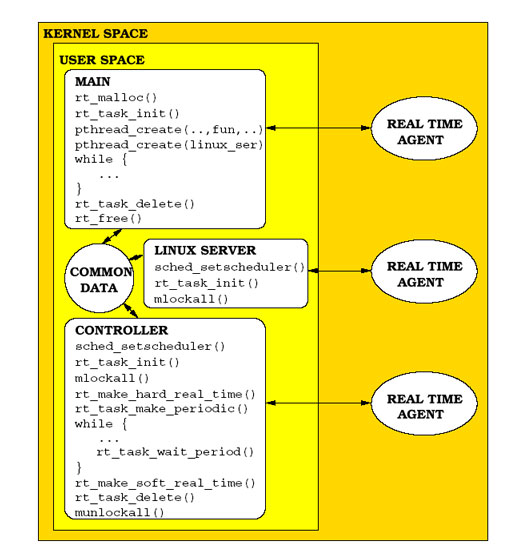 KERNEL SPACE
USER SPACE
MAIN
rt_malloc()
rt_task_init()
pthread_create(..,fun,..)
pthread_create(linux_ser)
while {
...
}
rt_task_delete()
rt_free()
REAL TIME
AGENT
COMMON
DATA
LINUX SERVER
sched_setscheduler()
rt_task_init()
mlockall()
REAL TIME
AGENT
CONTROLLER
sched_setscheduler()
rt_task_init()
mlockall()
rt_make_hard_real_time()
rt_task_make_periodic()
while {
...
rt_task_wait_period()
}
rt_make_soft_real_time()
rt_task_delete()
munlockall()
REAL TIME
AGENT